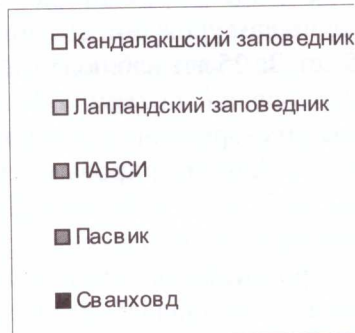 Кандалакшский заповедник
Лапландский заповедник
ПАБСИ
Пасвик
Сванховд